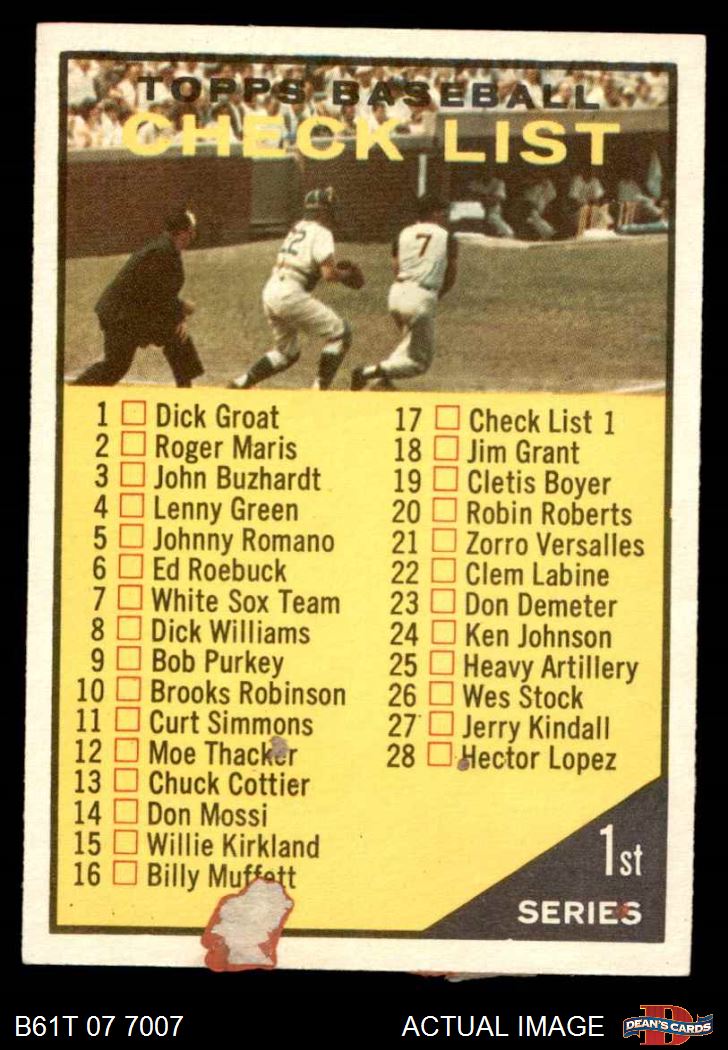 TOPPS BASEBALL
CHECK LIST
22
7
1 Dick Groat
2 Roger Maris
3 John Buzhardt
4 Lenny Green
5 Johnny Romano
6 Ed Roebuck
7 White Sox Team
8 Dick Williams
9 Bob Purkey
10 Brooks Robinson
11 Curt Simmons
12 Moe Thacker
13 Chuck Cottier
14 Don Mossi
15 Willie Kirkland
16 Billy Muffett
17 Check List 1
18 Jim Grant
19 Cletis Boyer
20 Robin Roberts
21 Zorro Versalles
22 Clem Labine
23 Don Demeter
24 Ken Johnson
25 Heavy Artillery
26 Wes Stock
27 Jerry Kindall
28 Hector Lopez
1st
SERIES
B61T 07 7007
ACTUAL IMAGE
D
DEAN'S CARDS